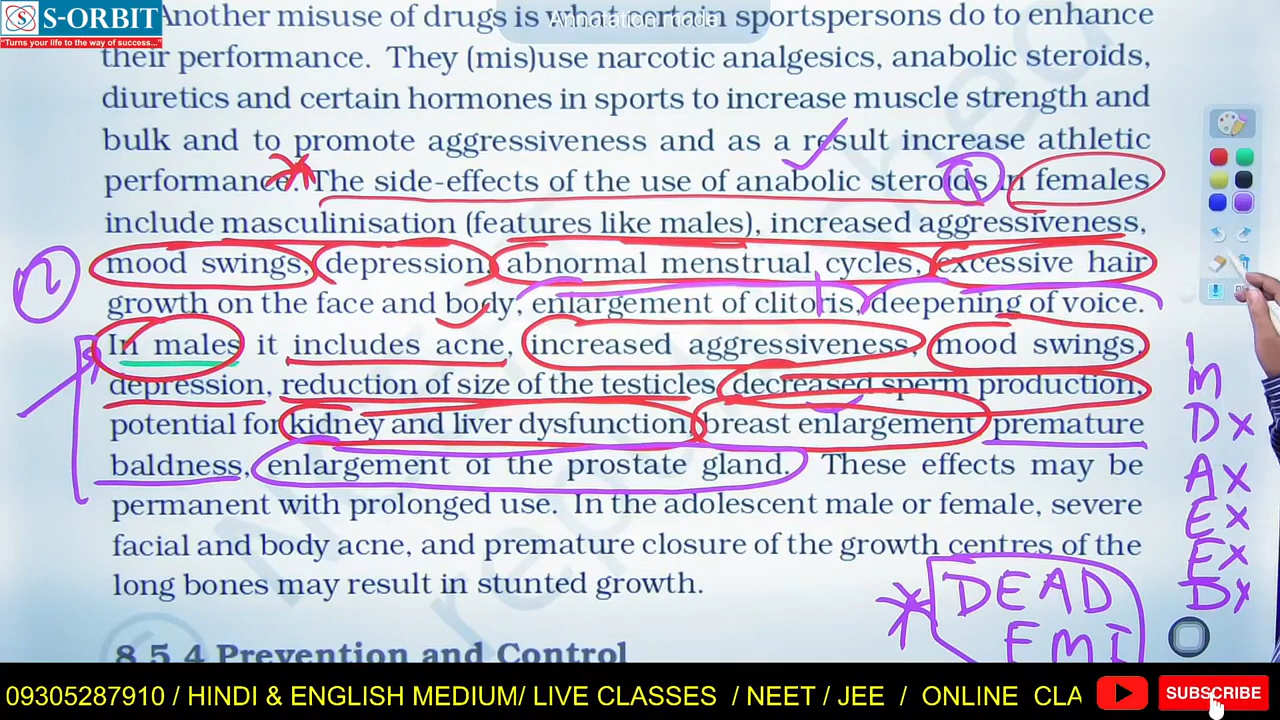 S-ORBIT
"Turns your life to the way of success..."
Annotation mode
Another misuse of drugs is what certain sportspersons do to enhance
their performance. They (mis)use narcotic analgesics, anabolic steroids,
diuretics and certain hormones in sports to increase muscle strength and
bulk and to promote aggressiveness and as a result increase athletic
performance. The side-effects of the use of anabolic steroids in females
include masculinisation (features like males), increased aggressiveness,
mood swings, depression, abnormal menstrual cycles, excessive hair
growth on the face and body, enlargement of clitoris, deepening of voice.
In males it includes acne, increased aggressiveness, mood swings,
depression, reduction of size of the testicles, decreased sperm production,
potential for kidney and liver dysfunction, breast enlargement, premature
baldness, enlargement of the prostate gland. These effects may be
permanent with prolonged use. In the adolescent male or female, severe
facial and body acne, and premature closure of the growth centres of the
long bones may result in stunted growth.
8.5.4 Prevention and Control
1
2
I
M
D x
A x
E x
E x
D x
DEAD
EMI
09305287910 / HINDI & ENGLISH MEDIUM/ LIVE CLASSES / NEET / JEE / ONLINE CLA
SUBSCRIBE